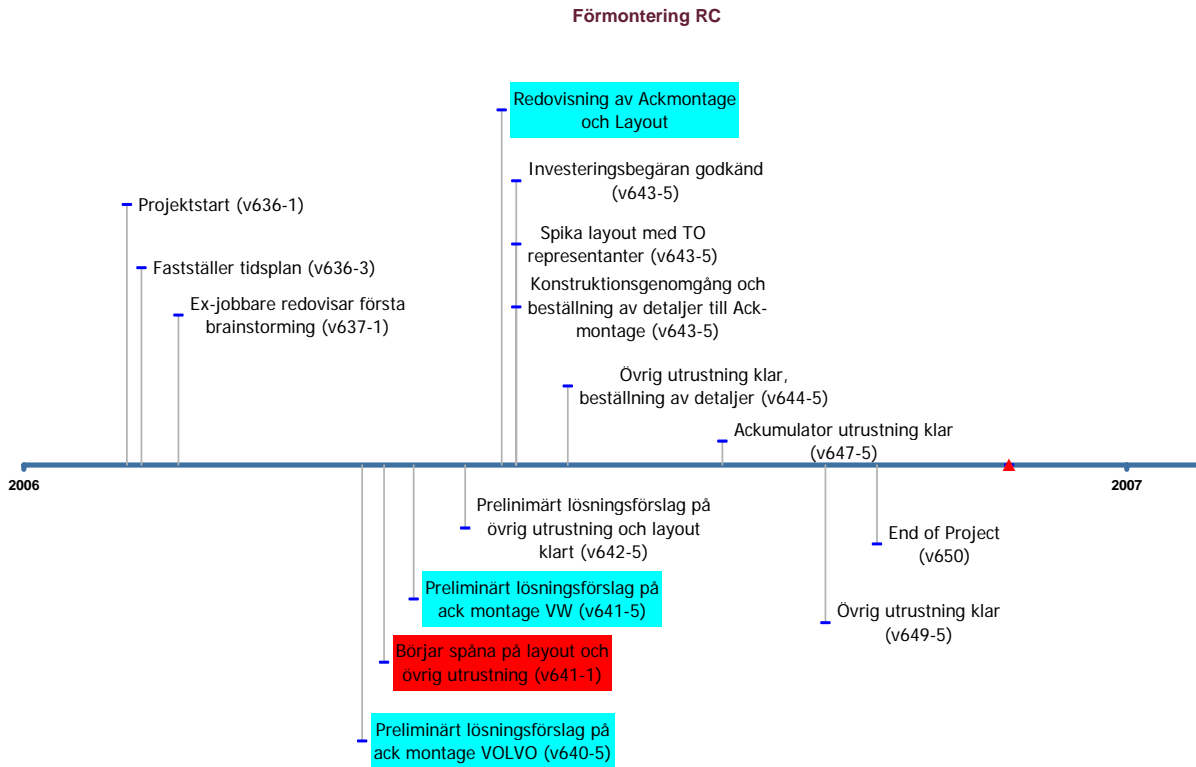 Förmontering RC
Redovisning av Ackmontage
och Layout
Investeringsbegäran godkänd
(v643-5)
Projektstart (v636-1)
Spika layout med TO
representanter (v643-5)
Fastställer tidsplan (v636-3)
Konstruktionsgenomgång och
beställning av detaljer till Ack-
montage (v643-5)
Ex-jobbare redovisar första
brainstorming (v637-1)
Övrig utrustning klar,
beställning av detaljer (v644-5)
Ackumulator utrustning klar
(v647-5)
2006
2007
Prelinimärt lösningsförslag på
övrig utrustning och layout
klart (v642-5)
End of Project
(v650)
Preliminärt lösningsförslag på
ack montage VW (v641-5)
Övrig utrustning klar
(v649-5)
Börjar spåna på layout och
övrig utrustning (v641-1)
Preliminärt lösningsförslag på
ack montage VOLVO (v640-5)